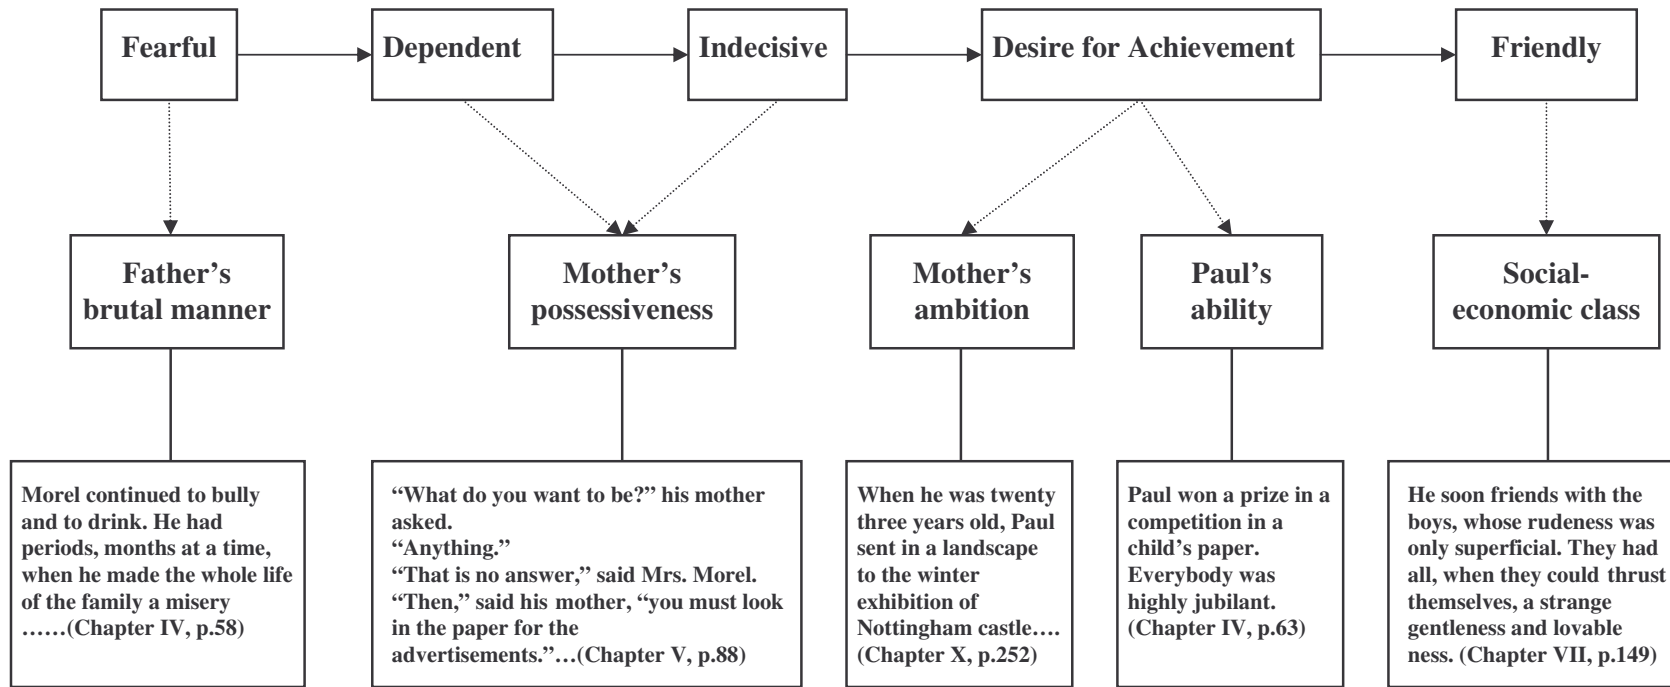 Fearful
Dependent
Indecisive
Desire for Achievement
Friendly
Father’s
brutal manner
Mother’s
possessiveness
Mother’s
ambition
Paul’s
ability
Social-
economic class
Morel continued to bully
and to drink. He had
periods, months at a time,
when he made the whole life
of the family a misery
……(Chapter IV, p.58)
“What do you want to be?” his mother
asked.
“Anything.”
“That is no answer,” said Mrs. Morel.
“Then,” said his mother, “you must look
in the paper for the
advertisements.”…(Chapter V, p.88)
When he was twenty
three years old, Paul
sent in a landscape
to the winter
exhibition of
Nottingham castle….
(Chapter X, p.252)
Paul won a prize in a
competition in a
child’s paper.
Everybody was
highly jubilant.
(Chapter IV, p.63)
He soon friends with the
boys, whose rudeness was
only superficial. They had
all, when they could thrust
themselves, a strange
gentleness and lovable
ness. (Chapter VII, p.149)